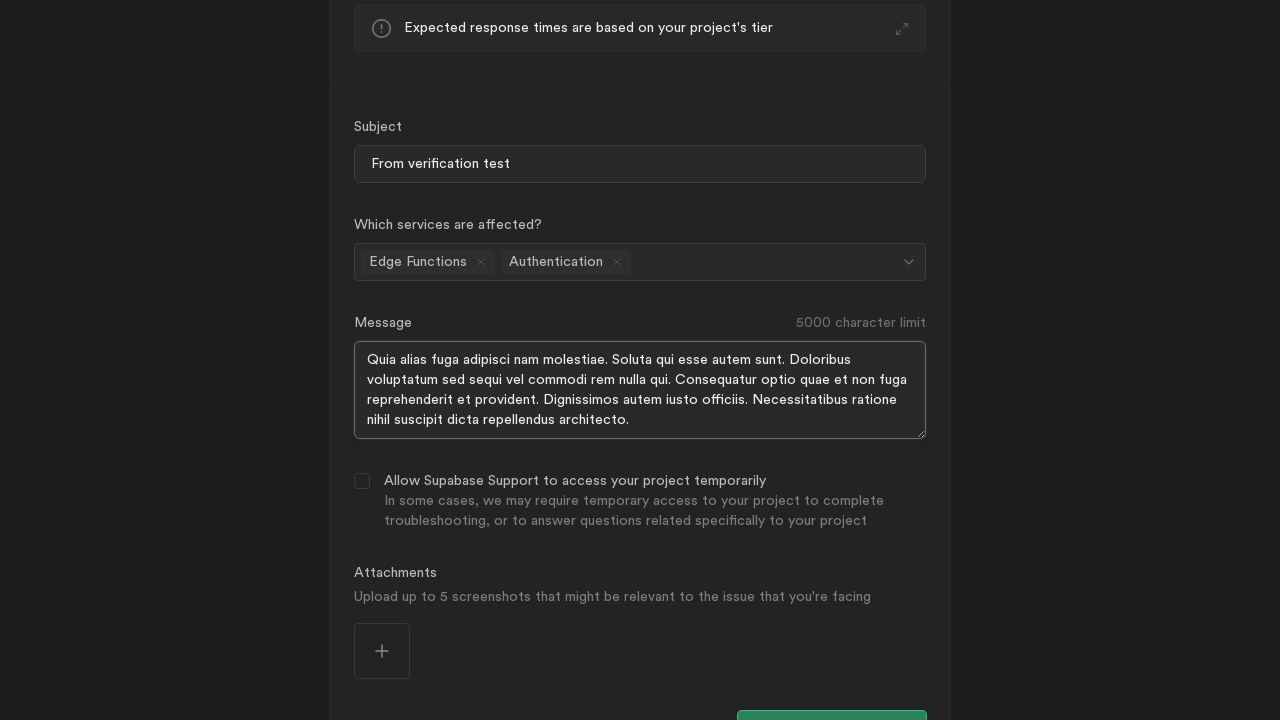 Expected response times are based on your project's tier
Subject
From verification test
Which services are affected?
Edge Functions
Authentication
Message
5000 character limit
Quia alias fuga adipisci nam molestiae. Soluta qui esse autem sunt. Doloribus
voluptatum sed sequi vel commodi rem nulla qui. Consequatur optio quae et non fuga
reprehenderit et provident. Dignissimos autem iusto officiis. Necessitatibus ratione
nihil suscipit dicta repellendus architecto.
Allow Supabase Support to access your project temporarily
In some cases, we may require temporary access to your project to complete
troubleshooting, or to answer questions related specifically to your project
Attachments
Upload up to 5 screenshots that might be relevant to the issue that you're facing